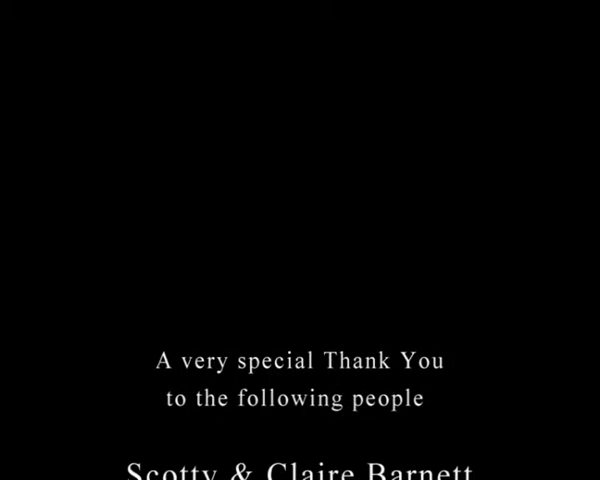 A very special Thank You
to the following people
Scotty & Claire Barnett